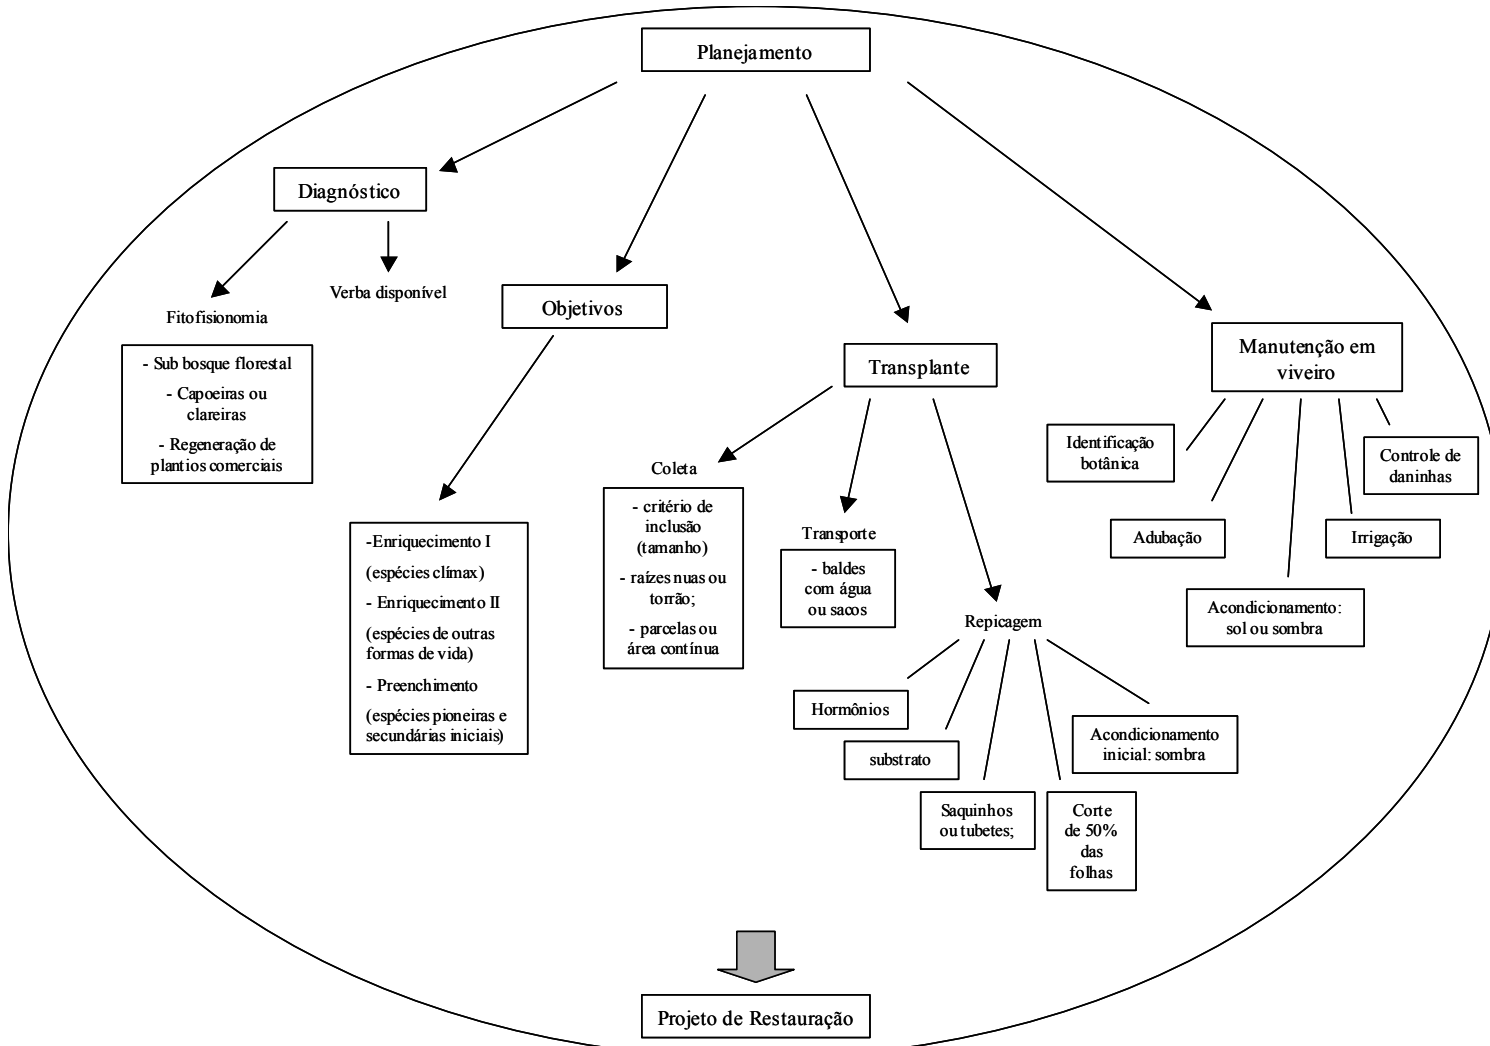 Planejamento
Diagnóstico
Verba disponível
Fitofisionomia
- Sub bosque florestal
- Capoeiras ou
clareiras
- Regeneração de
plantios comerciais
Objetivos
-Enriquecimento I
(espécies clímax)
- Enriquecimento II
(espécies de outras
formas de vida)
- Preenchimento
(espécies pioneiras e
secundárias iniciais)
Transplante
Coleta
- critério de
inclusão
(tamanho)
- raízes nuas ou
torrão;
- parcelas ou
área contínua
Transporte
- baldes
com água
ou sacos
Repicagem
Hormônios
substrato
Saquinhos
ou tubetes;
Corte
de 50%
das
folhas
Acondicionamento
inicial: sombra
Manutenção em
viveiro
Identificação
botânica
Adubação
Acondicionamento:
sol ou sombra
Irrigação
Controle de
daninhas
Projeto de Restauração